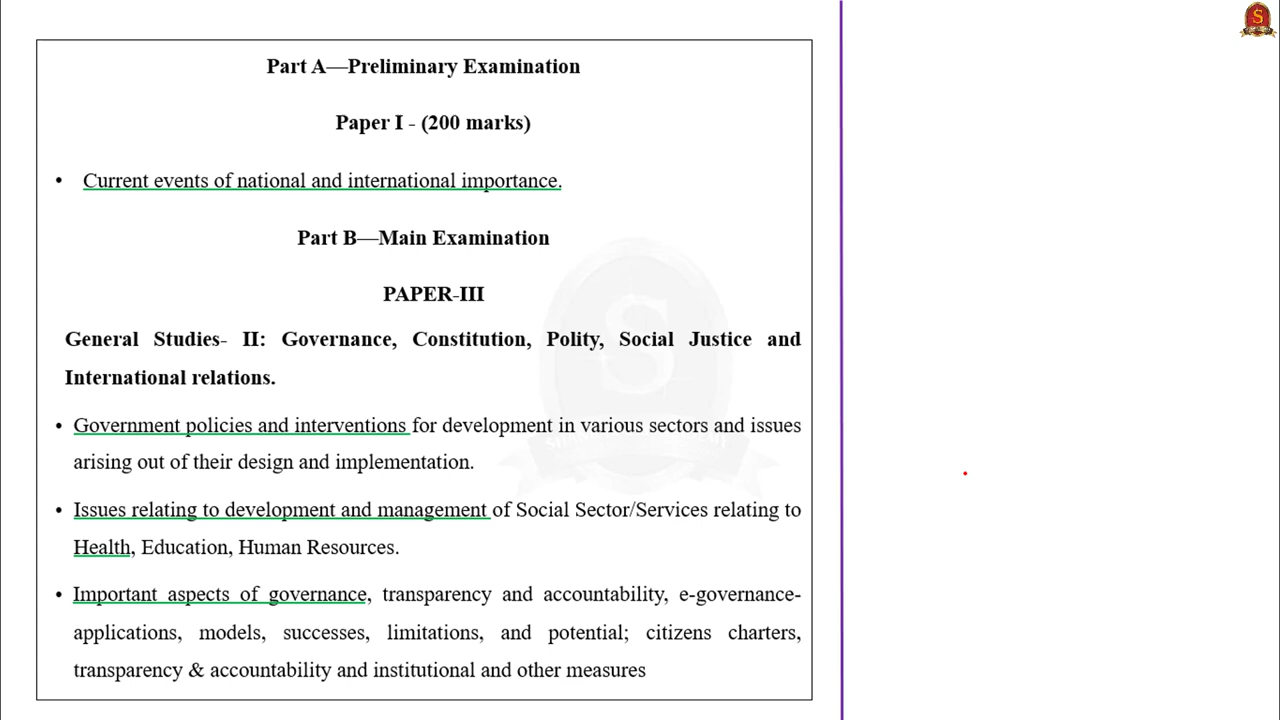 Part A—Preliminary Examination
Paper I - (200 marks)
• Current events of national and international importance.
Part B—Main Examination
PAPER-III
General Studies- II: Governance, Constitution, Polity, Social Justice and
International relations.
• Government policies and interventions for development in various sectors and issues
arising out of their design and implementation.
• Issues relating to development and management of Social Sector/Services relating to
Health, Education, Human Resources.
• Important aspects of governance, transparency and accountability, e-governance-
applications, models, successes, limitations, and potential; citizens charters,
transparency & accountability and institutional and other measures
S